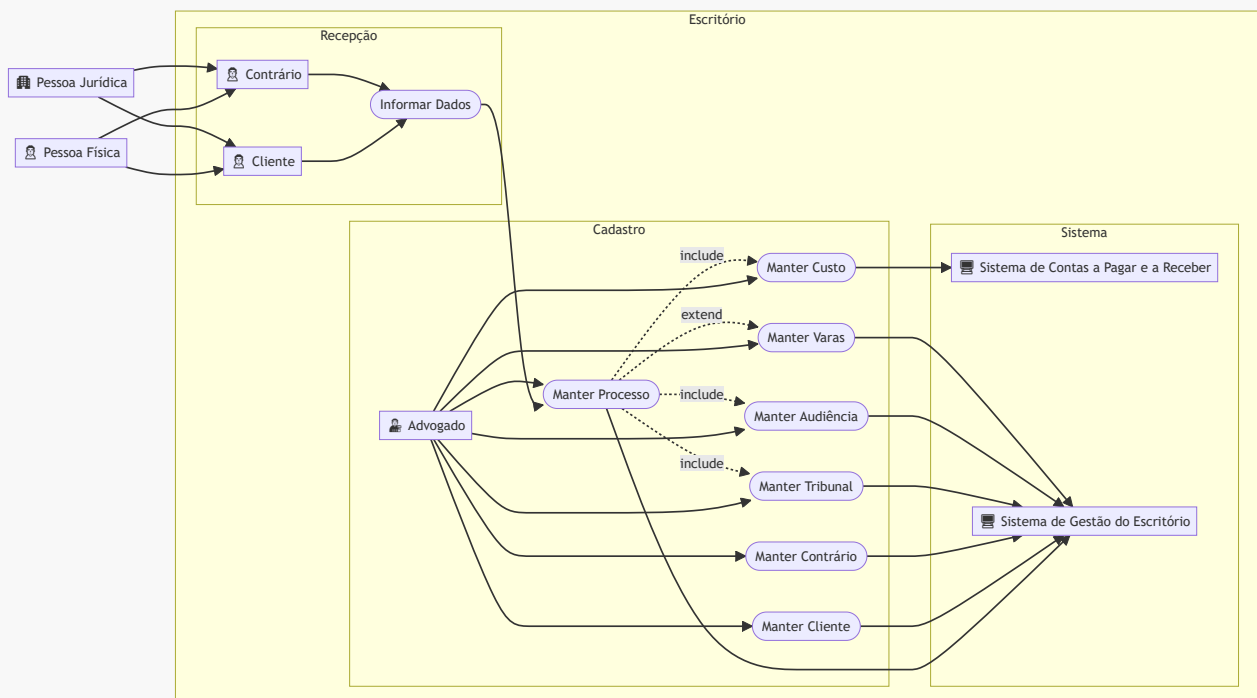 Escritório
Recepção
Pessoa Jurídica
Contrário
Informar Dados
Pessoa Física
Cliente
Cadastro
Sistema
include
Manter Custo
Sistema de Contas a Pagar e a Receber
extend
Manter Varas
Manter Processo
include
Manter Audiência
Advogado
include
Manter Tribunal
Sistema de Gestão do Escritório
Manter Contrário
Manter Cliente